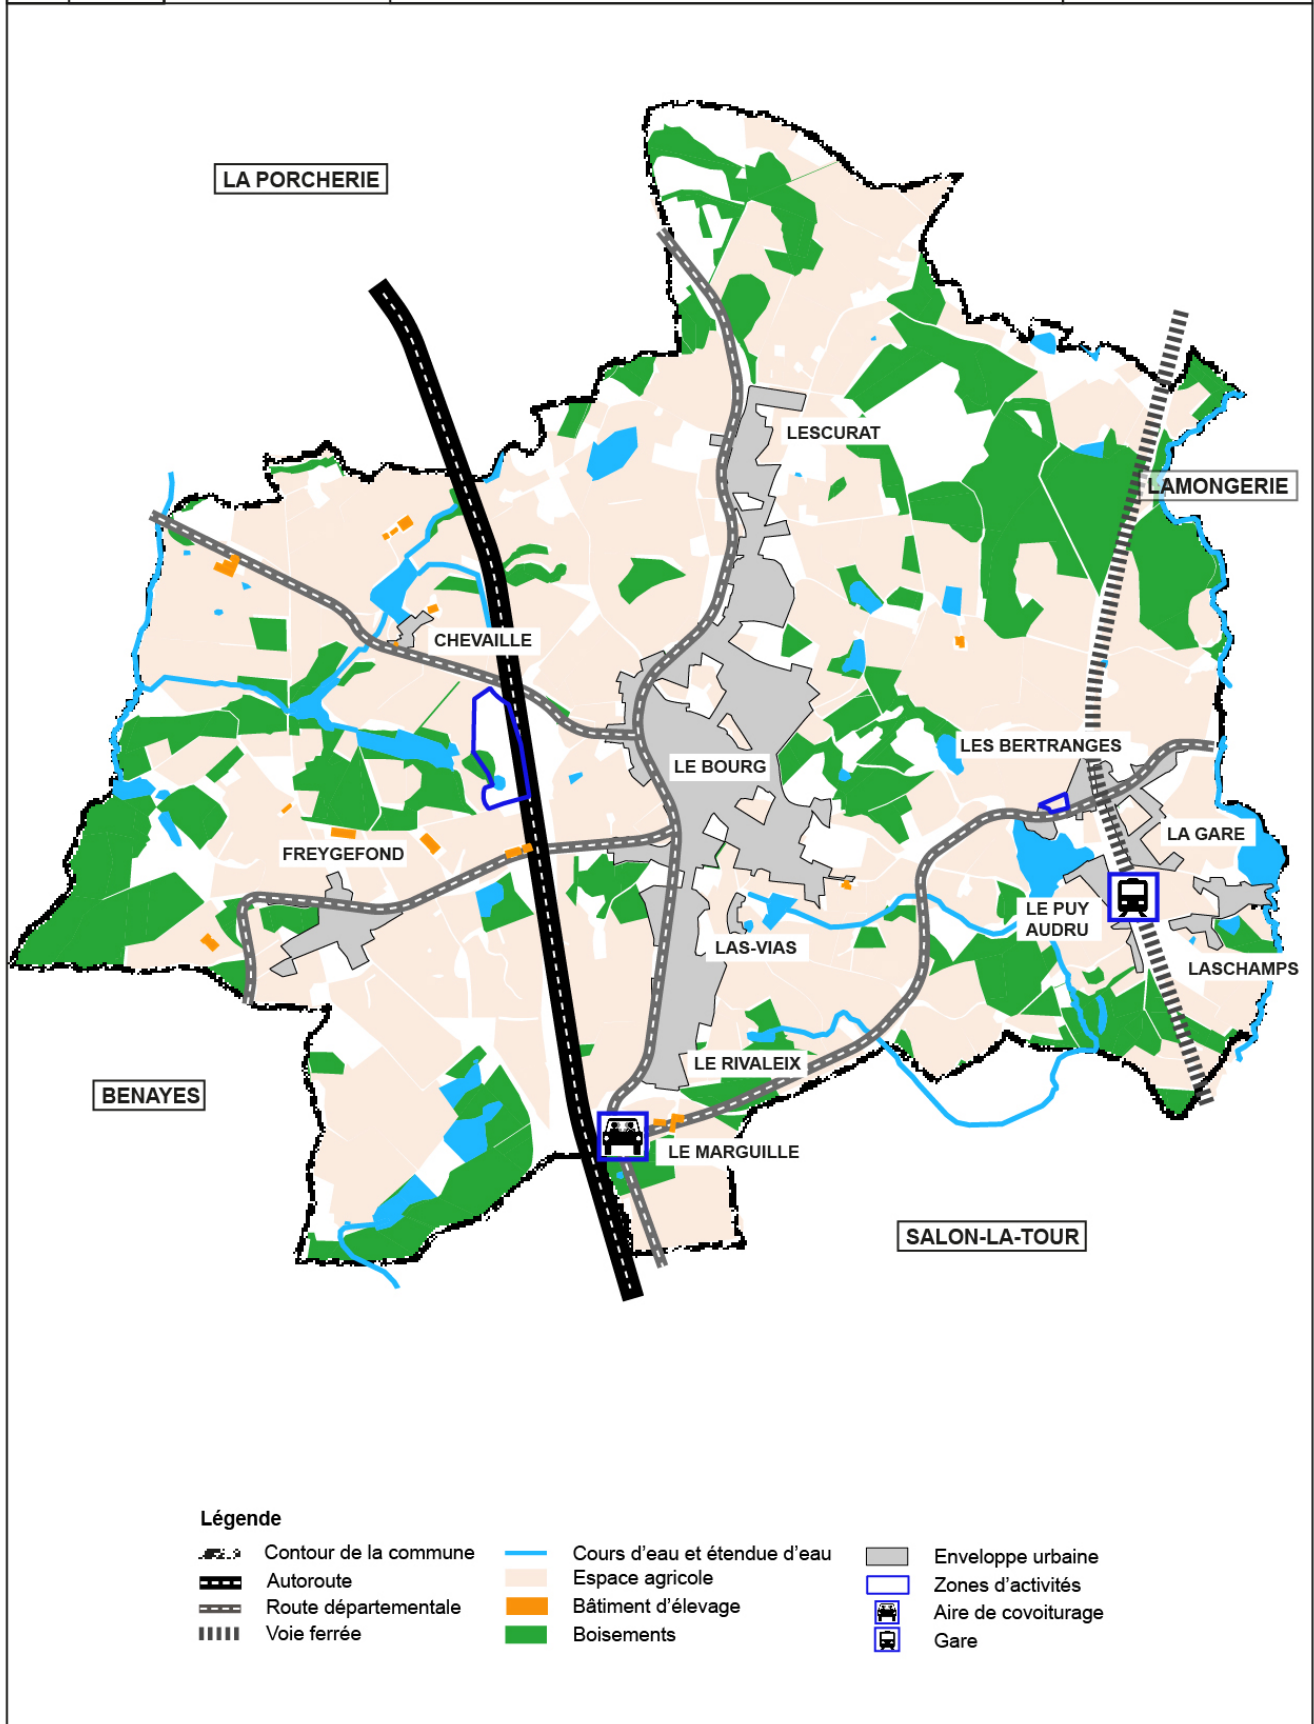 LA PORCHERIE
LESCURAT
LAMONGERIE
CHEVAILLE
LES BERTRANGES
LE BOURG
LA GARE
FREYGEFOND
LE PUY
AUDRU
LAS-VIAS
LASCHAMPS
LE RIVALEIX
BENAYES
LE MARGUILLE
SALON-LA-TOUR
Légende
Contour de la commune
Autoroute
Route départementale
Voie ferrée
Cours d'eau et étendue d'eau
Espace agricole
Bâtiment d'élevage
Boisements
Enveloppe urbaine
Zones d'activités
Aire de covoiturage
Gare